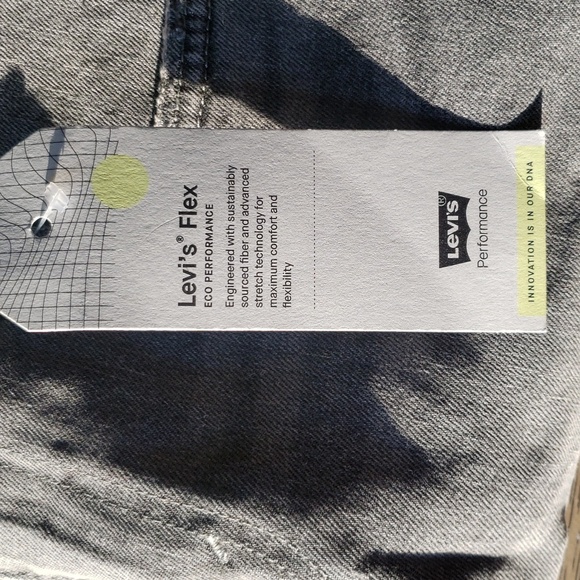 Levi's® Flex
ECO PERFORMANCE
Engineered with sustainably
sourced fiber and advanced
stretch technology for
maximum comfort and
flexibility
Levi's®
Performance
INNOVATION IS IN OUR DNA